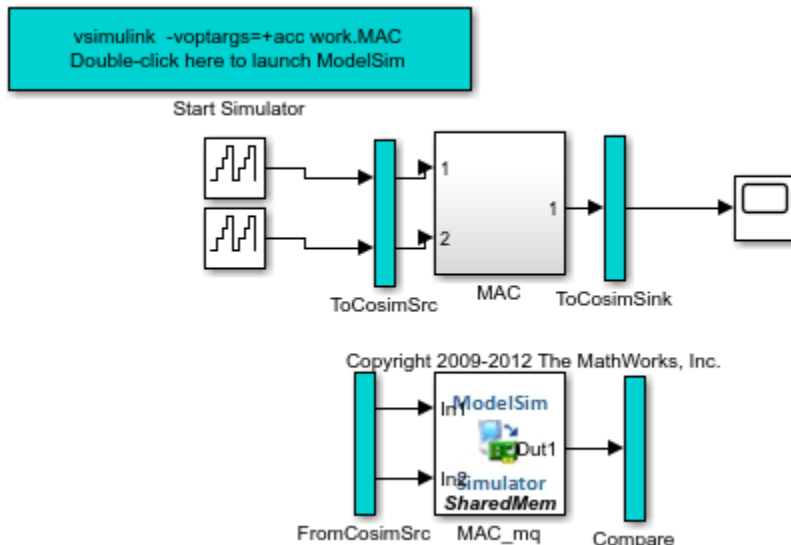 vsimulink -voptargs=+acc work.MAC
Double-click here to launch ModelSim
Start Simulator
1
2
1
ToCosimSrc
MAC
ToCosimSink
Copyright 2009-2012 The MathWorks, Inc.
In1
ModelSim
Out1
In2
Simulator
SharedMem
FromCosimSrc
MAC_mq
Compare